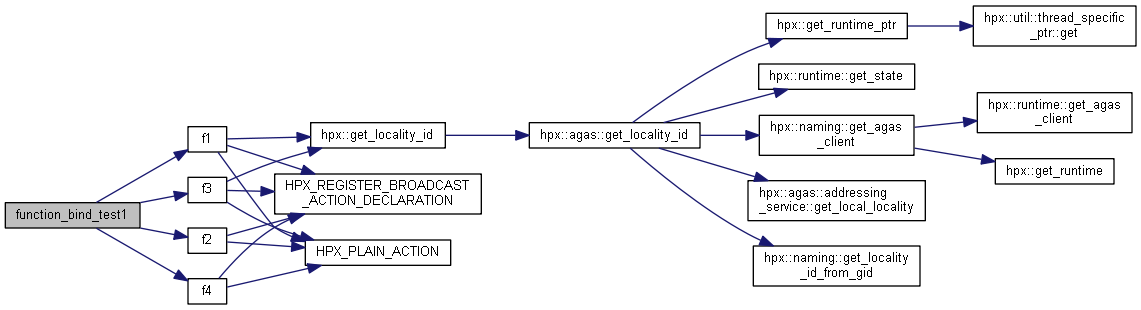 function_bind_test1
f1
f3
f2
f4
hpx::get_locality_id
HPX_REGISTER_BROADCAST
_ACTION_DECLARATION
HPX_PLAIN_ACTION
hpx::agas::get_locality_id
hpx::get_runtime_ptr
hpx::runtime::get_state
hpx::naming::get_agas
_client
hpx::agas::addressing
_service::get_local_locality
hpx::naming::get_locality
_id_from_gid
hpx::util::thread_specific
_ptr::get
hpx::runtime::get_agas
_client
hpx::get_runtime